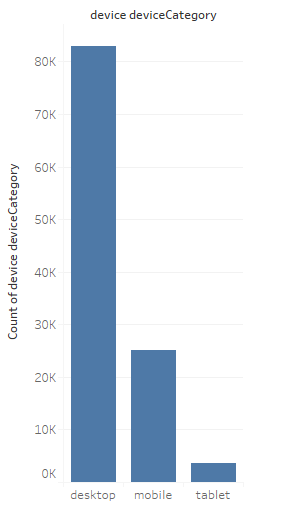 device deviceCategory
Count of device deviceCategory
80K
70K
60K
50K
40K
30K
20K
10K
0K
desktop mobile tablet